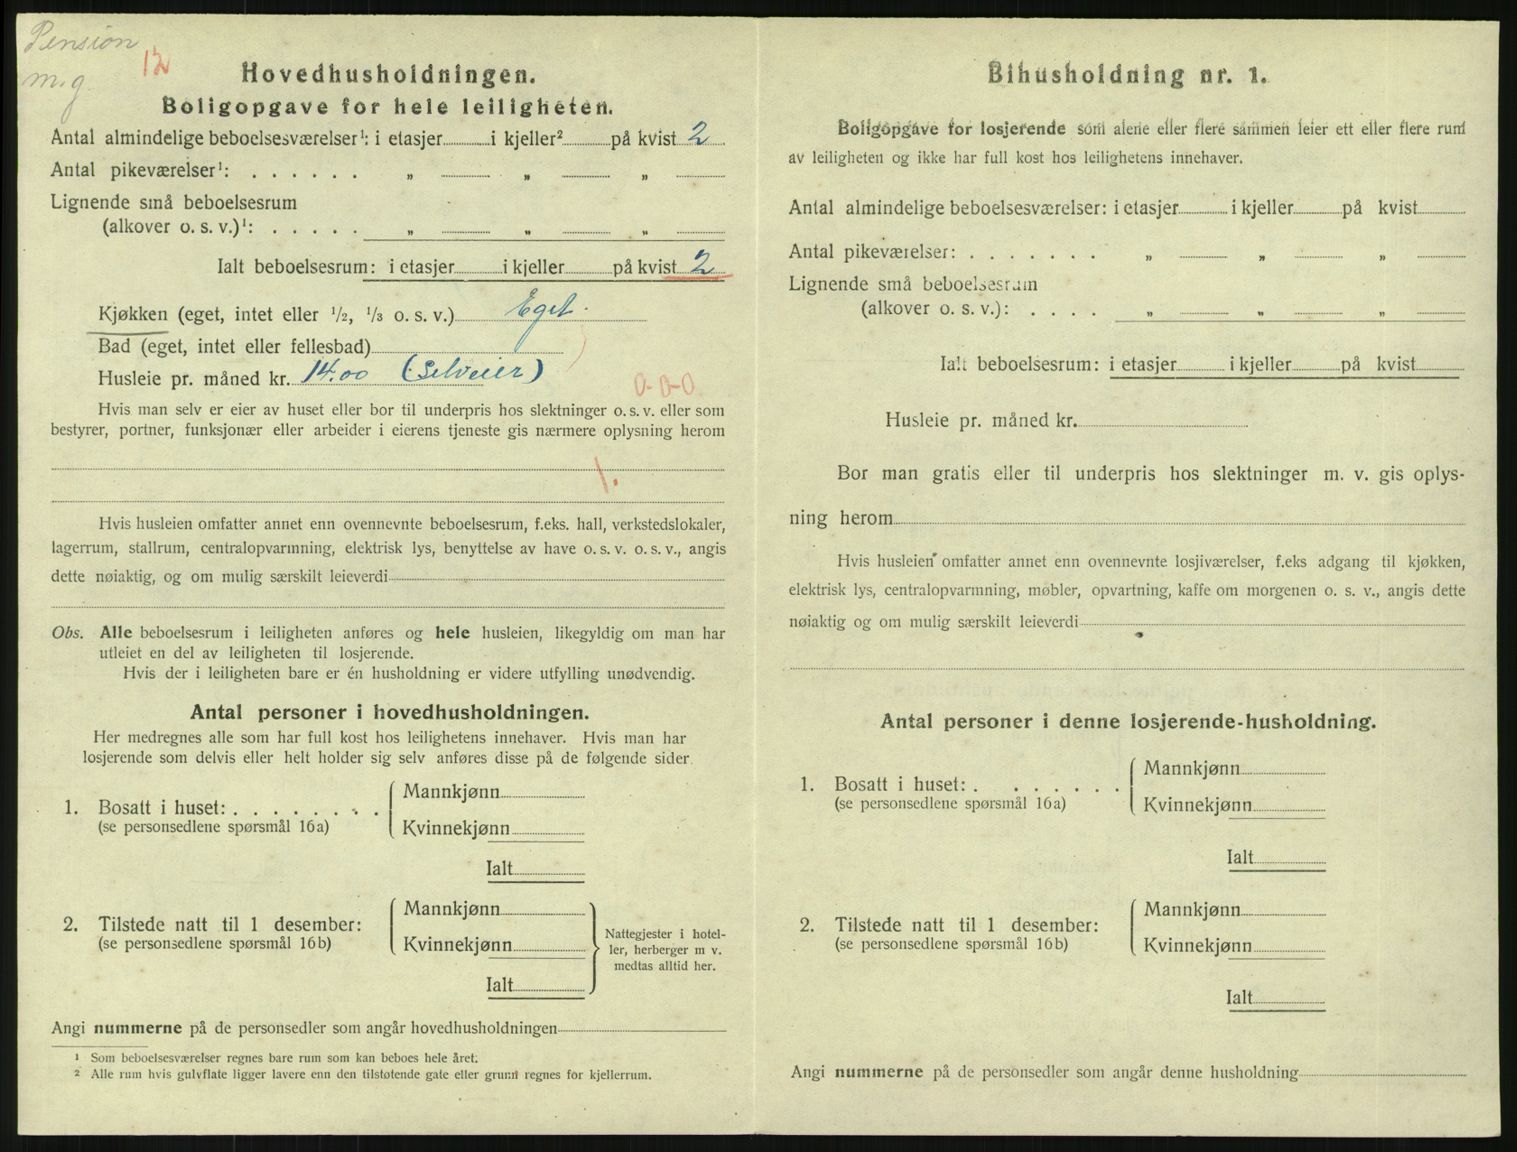 Pension
m.g
12
Hovedhusholdningen.
Boligopgave for hele leiligheten.
Antal almindelige beboelsesværelser¹: i etasjer i kjeller² på kvist 2
Antal pikeværelser¹: . . . . . . „ „ „
Lignende små beboelsesrum
(alkover o. s. v.)¹: . . . . . „ „ „
Ialt beboelsesrum: i etasjer i kjeller på kvist 2
Kjøkken (eget, intet eller ½, ⅓ o. s. v.) Eget.
Bad (eget, intet eller fellesbad)
Husleie pr. måned kr. 14.00 (Selveier)
0-0-0
Hvis man selv er eier av huset eller bor til underpris hos slektninger o. s. v. eller som
bestyrer, portner, funksjonær eller arbeider i eierens tjeneste gis nærmere oplysning herom
1.
Hvis husleien omfatter annet enn ovennevnte beboelsesrum, f.eks. hall, verkstedslokaler,
lagerrum, stallrum, centralopvarmning, elektrisk lys, benyttelse av have o. s. v. o. s. v., angis
dette nøiaktig, og om mulig særskilt leieverdi
Obs. Alle beboelsesrum i leiligheten anføres og hele husleien, likegyldig om man har
utleiet en del av leiligheten til losjerende.
Hvis der i leiligheten bare er én husholdning er videre utfylling unødvendig.
Antal personer i hovedhusholdningen.
Her medregnes alle som har full kost hos leilighetens innehaver. Hvis man har
losjerende som delvis eller helt holder sig selv anføres disse på de følgende sider.
1. Bosatt i huset: . . . . . . . .
(se personsedlene spørsmål 16a)
Mannkjønn
Kvinnekjønn
Ialt
2. Tilstede natt til 1 desember:
(se personsedlene spørsmål 16b)
Mannkjønn
Kvinnekjønn
Ialt
Nattegjester i hotel-
ler, herberger m v.
medtas alltid her.
Angi nummerne på de personsedler som angår hovedhusholdningen
¹ Som beboelsesværelser regnes bare rum som kan beboes hele året.
² Alle rum hvis gulvflate ligger lavere enn den tilstøtende gate eller grunn regnes for kjellerrum.
Bihusholdning nr. 1.
Boligopgave for losjerende som alene eller flere sammen leier ett eller flere rum
av leiligheten og ikke har full kost hos leilighetens innehaver.
Antal almindelige beboelsesværelser: i etasjer i kjeller på kvist
Antal pikeværelser: . . . . . . . „ „ „
Lignende små beboelsesrum
(alkover o. s. v.): . . . . „ „ „
Ialt beboelsesrum: i etasjer i kjeller på kvist
Husleie pr. måned kr.
Bor man gratis eller til underpris hos slektninger m. v. gis oplys-
ning herom
Hvis husleien omfatter annet enn ovennevnte losjiværelser, f.eks adgang til kjøkken,
elektrisk lys, centralopvarmning, møbler, opvartning, kaffe om morgenen o. s. v., angis dette
nøiaktig og om mulig særskilt leieverdi
Antal personer i denne losjerende-husholdning.
1. Bosatt i huset: . . . . . . .
(se personsedlene spørsmål 16a)
Mannkjønn
Kvinnekjønn
Ialt
2. Tilstede natt til 1 desember:
(se personsedlene spørsmål 16b)
Mannkjønn
Kvinnekjønn
Ialt
Angi nummerne på de personsedler som angår denne husholdning